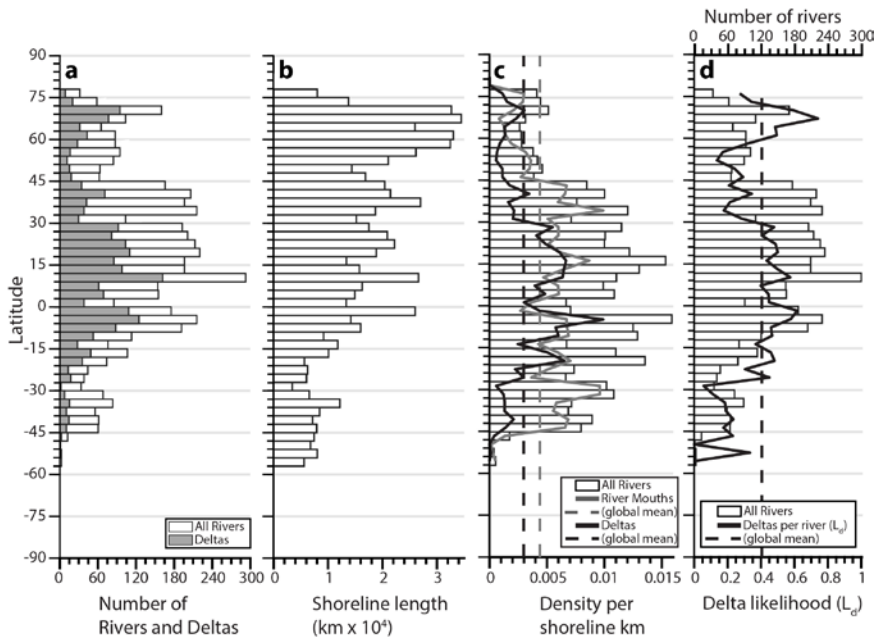 Number of rivers
0 60 120 180 240 300
a
b
c
d
Latitude
90
75
60
45
30
15
0
-15
-30
-45
-60
-75
-90
All Rivers
Deltas
All Rivers
River Mouths
(global mean)
Deltas
(global mean)
All Rivers
Deltas per river (Ld)
(global mean)
0 60 120 180 240 300
0 1 2 3
0 0.005 0.01 0.015
0 0.2 0.4 0.6 0.8 1
Number of
Rivers and Deltas
Shoreline length
(km x 10⁴)
Density per
shoreline km
Delta likelihood (Ld)